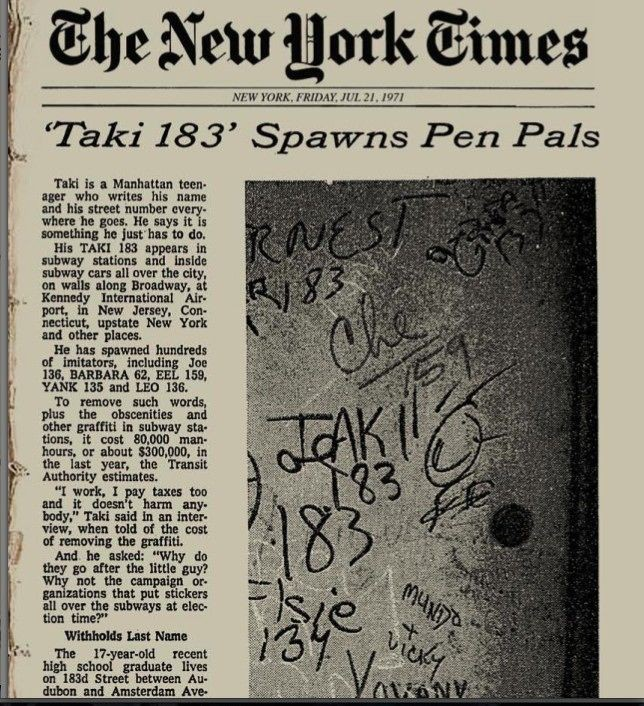 The New York Times
NEW YORK, FRIDAY, JUL 21, 1971
‘Taki 183’ Spawns Pen Pals
Taki is a Manhattan teen-
ager who writes his name
and his street number every-
where he goes. He says it is
something he just has to do.
His TAKI 183 appears in
subway stations and inside
subway cars all over the city,
on walls along Broadway, at
Kennedy International Air-
port, in New Jersey, Con-
necticut, upstate New York
and other places.
He has spawned hundreds
of imitators, including Joe
136, BARBARA 62, EEL 159,
YANK 135 and LEO 136.
To remove such words,
plus the obscenities and
other graffiti in subway sta-
tions, it cost 80,000 man-
hours, or about $300,000, in
the last year, the Transit
Authority estimates.
“I work, I pay taxes too
and it doesn’t harm any-
body,” Taki said in an inter-
view, when told of the cost
of removing the graffiti.
And he asked: “Why do
they go after the little guy?
Why not the campaign or-
ganizations that put stickers
all over the subways at elec-
tion time?”
Withholds Last Name
The 17-year-old recent
high school graduate lives
on 183d Street between Au-
dubon and Amsterdam Ave-
RNEST
183
Che
159
TAKI
183
183
Elsie
137
MUNDO
+
VICKY